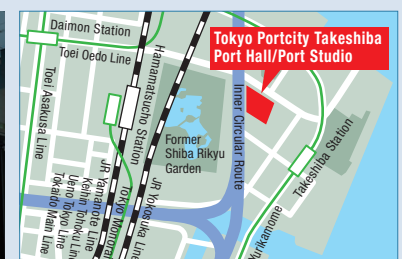 Daimon Station
Toei Oedo Line
Toei Asakusa Line
Hamamatsucho Station
Tokyo Portcity Takeshiba
Port Hall/Port Studio
Former
Shiba Rikyu
Garden
Inner Circular Route
Takeshiba Station
Yurikamome
JR Yokosuka Line
Tokyo Monorail
JR Yamanote Line
Keihin Tohoku Line
Ueno Tokyo Line
Tokaido Main Line